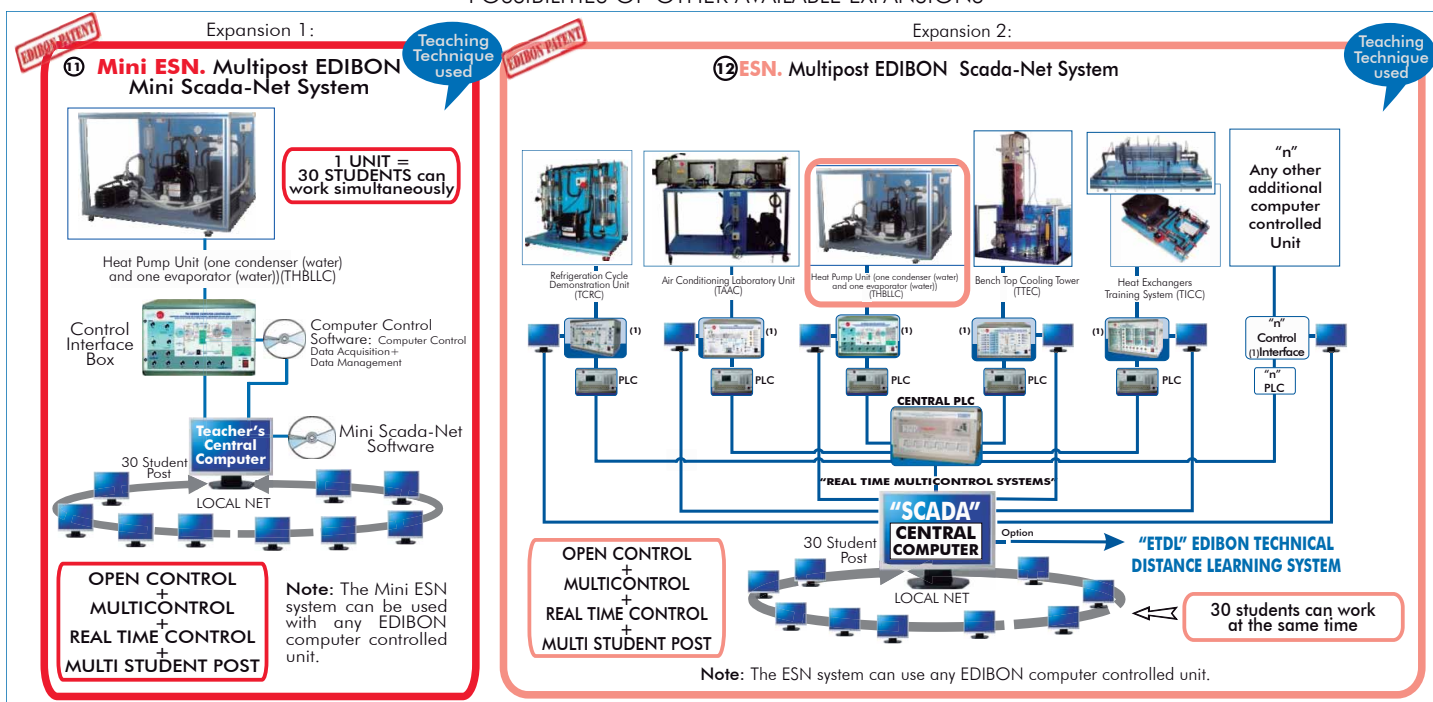 POSSIBILITIES OF OTHER AVAILABLE EXPANSIONS
Expansion 1:
EDIBON PATENT
Teaching
Technique
used
11 Mini ESN. Multipost EDIBON
Mini Scada-Net System
1 UNIT =
30 STUDENTS can
work simultaneously
Heat Pump Unit (one condenser (water)
and one evaporator (water))(THBLLC)
Control
Interface
Box
Computer Control
Software: Computer Control
Data Acquisition+
Data Management
Teacher's
Central
Computer
Mini Scada-Net
Software
30 Student
Post
LOCAL NET
OPEN CONTROL
+
MULTICONTROL
+
REAL TIME CONTROL
+
MULTI STUDENT POST
Note: The Mini ESN
system can be used
with any EDIBON
computer controlled
unit.
Expansion 2:
EDIBON PATENT
Teaching
Technique
used
12 ESN. Multipost EDIBON Scada-Net System
Refrigeration Cycle
Demonstration Unit
(TCRC)
Air Conditioning Laboratory Unit
(TAAC)
Heat Pump Unit (one condenser (water)
and one evaporator (water))
(THBLLC)
Bench Top Cooling Tower
(TTEC)
Heat Exchangers
Training System (TICC)
"n"
Any other
additional
computer
controlled
Unit
(1)
(1)
(1)
(1)
(1)
"n"
Control
(1)Interface
PLC
PLC
PLC
PLC
PLC
"n"
PLC
CENTRAL PLC
"REAL TIME MULTICONTROL SYSTEMS"
"SCADA"
CENTRAL
COMPUTER
Option
"ETDL" EDIBON TECHNICAL
DISTANCE LEARNING SYSTEM
30 Student
Post
LOCAL NET
30 students can work
at the same time
OPEN CONTROL
+
MULTICONTROL
+
REAL TIME CONTROL
+
MULTI STUDENT POST
Note: The ESN system can use any EDIBON computer controlled unit.